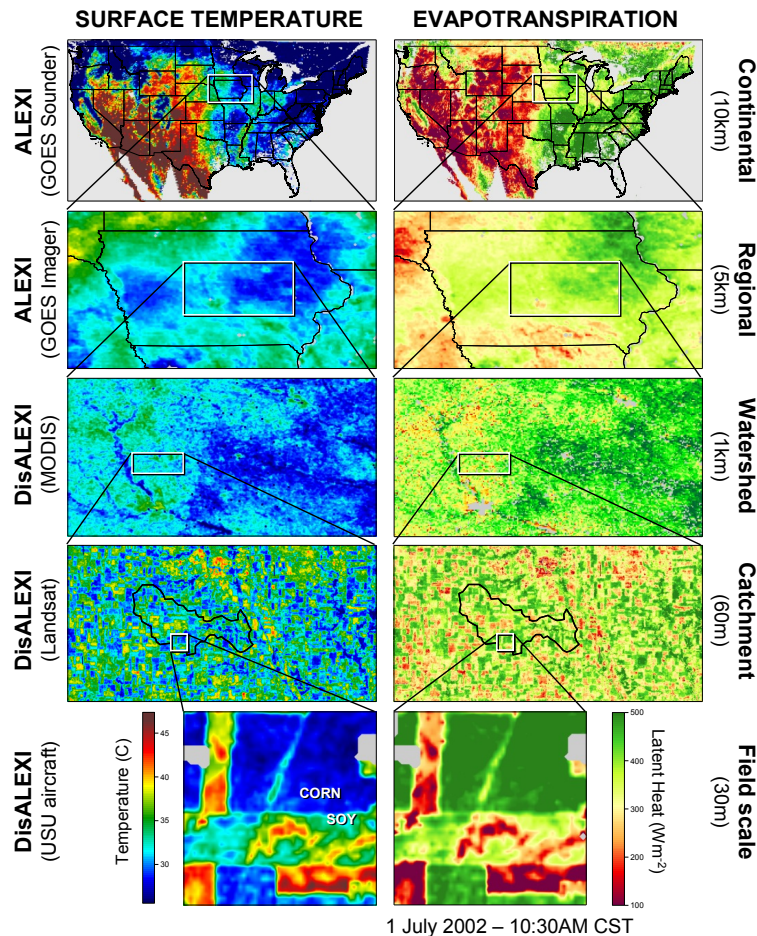 SURFACE TEMPERATURE
EVAPOTRANSPIRATION
ALEXI
(GOES Sounder)
Continental
(10km)
ALEXI
(GOES Imager)
Regional
(5km)
DisALEXI
(MODIS)
Watershed
(1km)
DisALEXI
(Landsat)
Catchment
(60m)
DisALEXI
(USU aircraft)
Temperature (C)
45
40
35
30
CORN
SOY
500
400
300
200
100
Latent Heat (Wm-2)
Field scale
(30m)
1 July 2002 – 10:30AM CST